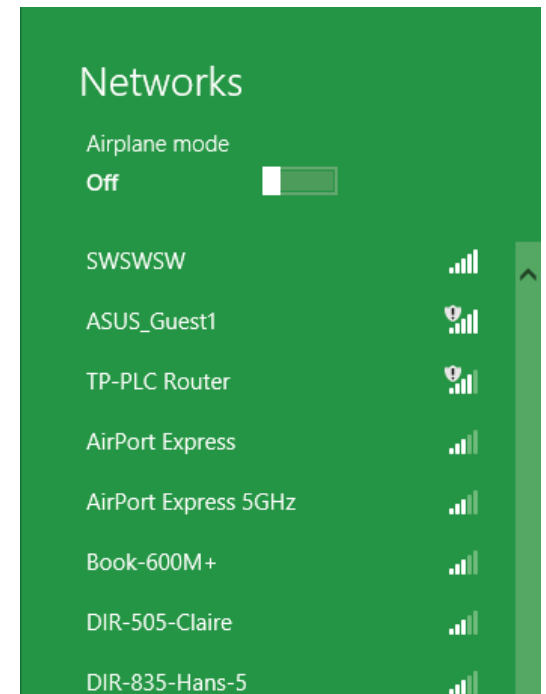 Networks
Airplane mode
Off
SWSWSW
ASUS_Guest1
TP-PLC Router
AirPort Express
AirPort Express 5GHz
Book-600M+
DIR-505-Claire
DIR-835-Hans-5